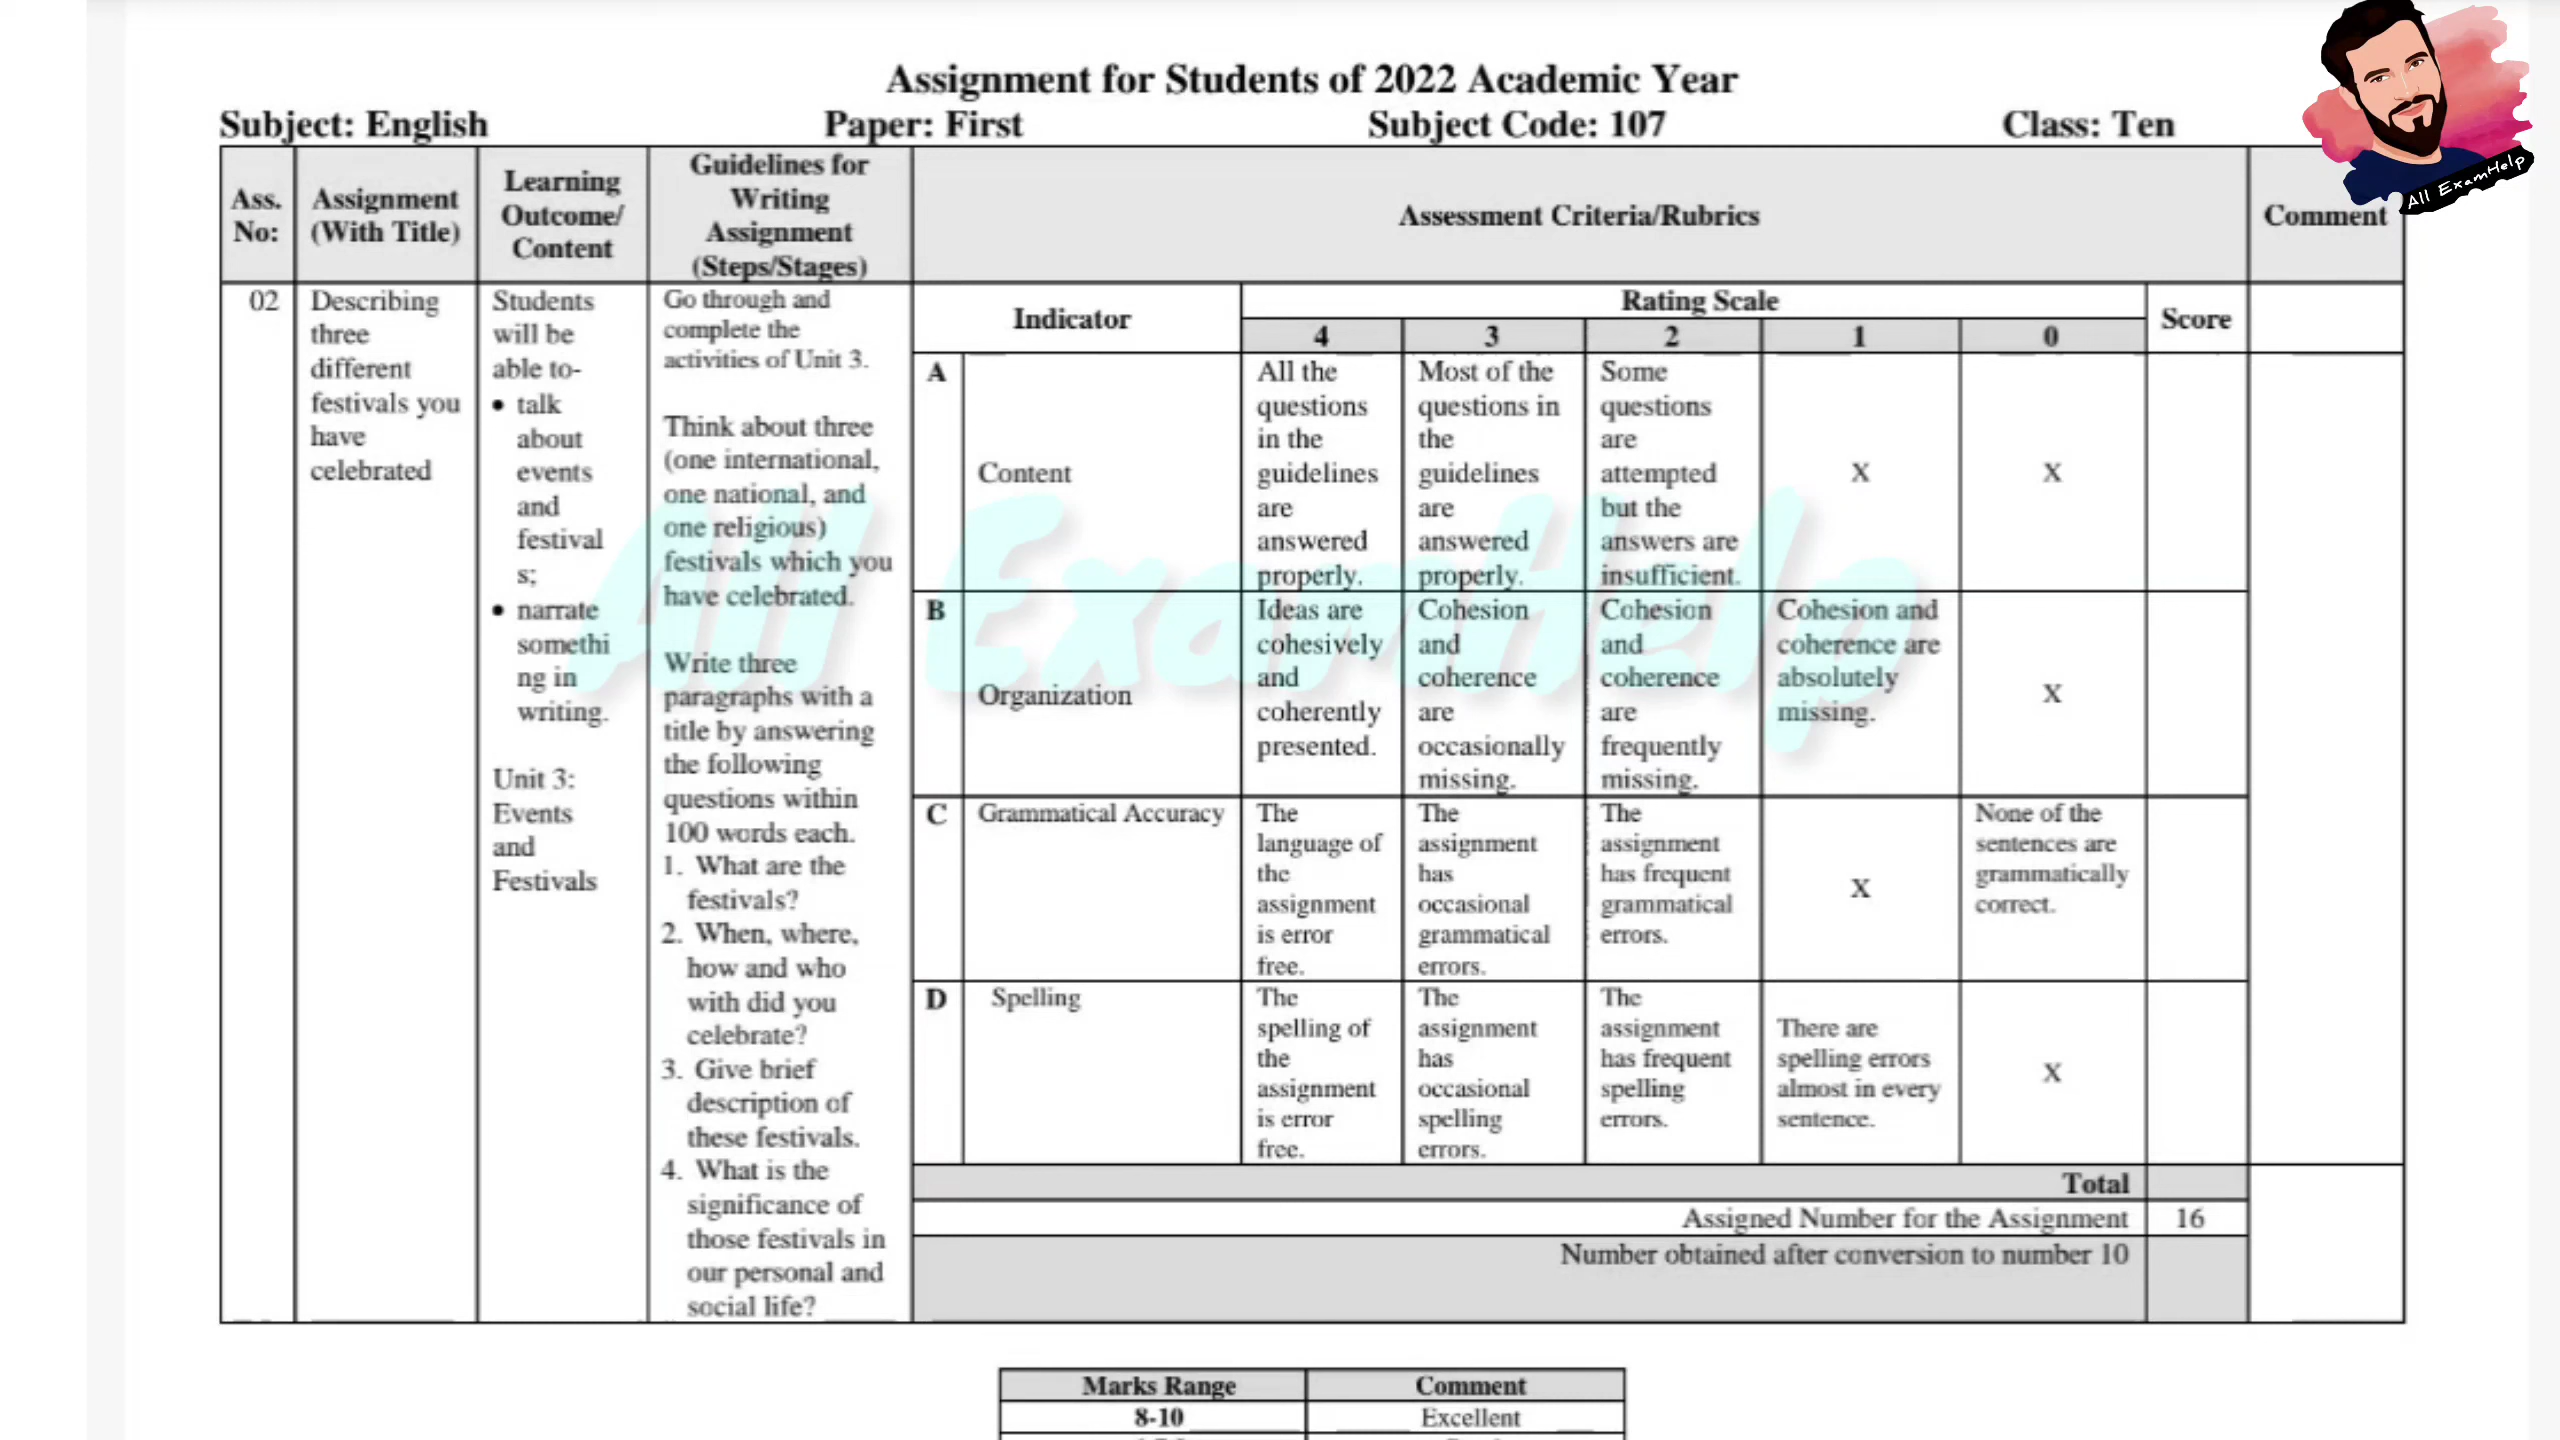 Assignment for Students of 2022 Academic Year
Subject: English
Paper: First
Subject Code: 107
Class: Ten
All ExamHelp
Ass.
No:
Assignment
(With Title)
Learning
Outcome/
Content
Guidelines for
Writing
Assignment
(Steps/Stages)
Assessment Criteria/Rubrics
Comment
02
Describing
three
different
festivals you
have
celebrated
Students
will be
able to-
• talk
about
events
and
festival
s;
• narrate
somethi
ng in
writing.
Unit 3:
Events
and
Festivals
Go through and
complete the
activities of Unit 3.
Think about three
(one international,
one national, and
one religious)
festivals which you
have celebrated.
Write three
paragraphs with a
title by answering
the following
questions within
100 words each.
1. What are the
festivals?
2. When, where,
how and who
with did you
celebrate?
3. Give brief
description of
these festivals.
4. What is the
significance of
those festivals in
our personal and
social life?
Indicator
Rating Scale
Score
4
3
2
1
0
A
Content
All the
questions
in the
guidelines
are
answered
properly.
Most of the
questions in
the
guidelines
are
answered
properly.
Some
questions
are
attempted
but the
answers are
insufficient.
X
X
B
Organization
Ideas are
cohesively
and
coherently
presented.
Cohesion
and
coherence
are
occasionally
missing.
Cohesion
and
coherence
are
frequently
missing.
Cohesion and
coherence are
absolutely
missing.
X
C
Grammatical Accuracy
The
language of
the
assignment
is error
free.
The
assignment
has
occasional
grammatical
errors.
The
assignment
has frequent
grammatical
errors.
X
None of the
sentences are
grammatically
correct.
D
Spelling
The
spelling of
the
assignment
is error
free.
The
assignment
has
occasional
spelling
errors.
The
assignment
has frequent
spelling
errors.
There are
spelling errors
almost in every
sentence.
X
Total
Assigned Number for the Assignment
16
Number obtained after conversion to number 10
All ExamHelp
Marks Range
Comment
8-10
Excellent